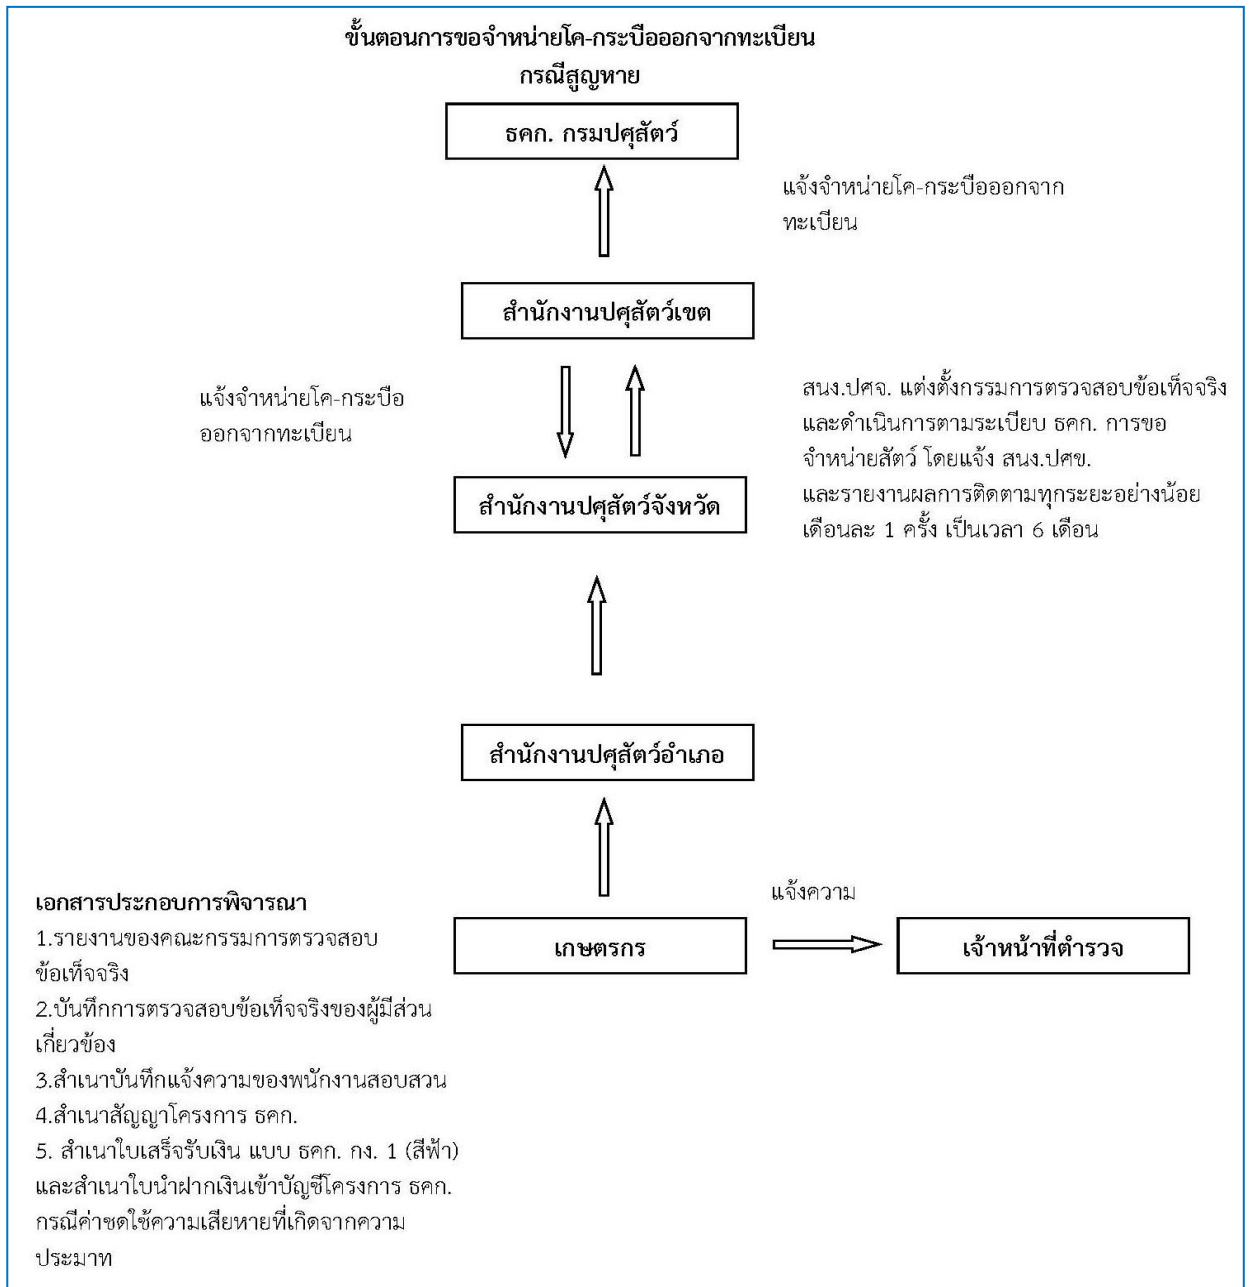 ขั้นตอนการขอจำหน่ายโค-กระบือออกจากทะเบียน
กรณีสูญหาย
ธคก. กรมปศุสัตว์
แจ้งจำหน่ายโค-กระบือออกจาก
ทะเบียน
สำนักงานปศุสัตว์เขต
แจ้งจำหน่ายโค-กระบือ
ออกจากทะเบียน
สนง.ปศจ. แต่งตั้งกรรมการตรวจสอบข้อเท็จจริง
และดำเนินการตามระเบียบ ธคก. การขอ
จำหน่ายสัตว์ โดยแจ้ง สนง.ปศข.
และรายงานผลการติดตามทุกระยะอย่างน้อย
เดือนละ 1 ครั้ง เป็นเวลา 6 เดือน
สำนักงานปศุสัตว์จังหวัด
สำนักงานปศุสัตว์อำเภอ
แจ้งความ
เกษตรกร
เจ้าหน้าที่ตำรวจ
เอกสารประกอบการพิจารณา
1.รายงานของคณะกรรมการตรวจสอบ
ข้อเท็จจริง
2.บันทึกการตรวจสอบข้อเท็จจริงของผู้มีส่วน
เกี่ยวข้อง
3.สำเนาบันทึกแจ้งความของพนักงานสอบสวน
4.สำเนาสัญญาโครงการ ธคก.
5. สำเนาใบเสร็จรับเงิน แบบ ธคก. กง. 1 (สีฟ้า)
และสำเนาใบนำฝากเงินเข้าบัญชีโครงการ ธคก.
กรณีค่าชดใช้ความเสียหายที่เกิดจากความ
ประมาท